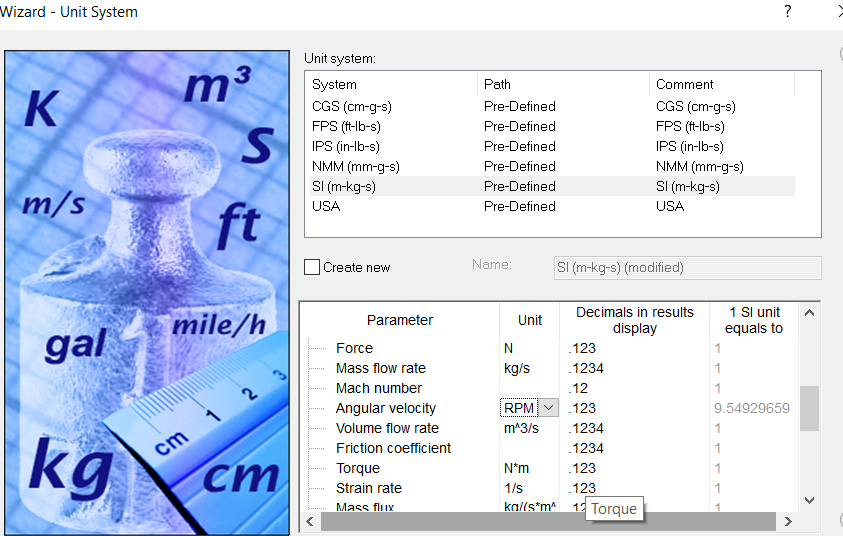 Wizard - Unit System ?
K m³ S m/s ft gal mile/h kg cm
cm 1 2 3
Unit system:
System Path Comment
CGS (cm-g-s) Pre-Defined CGS (cm-g-s)
FPS (ft-lb-s) Pre-Defined FPS (ft-lb-s)
IPS (in-lb-s) Pre-Defined IPS (in-lb-s)
NMM (mm-g-s) Pre-Defined NMM (mm-g-s)
SI (m-kg-s) Pre-Defined SI (m-kg-s)
USA Pre-Defined USA
Create new Name: SI (m-kg-s) (modified)
Parameter Unit Decimals in results display 1 SI unit equals to
Force N .123 1
Mass flow rate kg/s .1234 1
Mach number .12 1
Angular velocity RPM .123 9.54929659
Volume flow rate m^3/s .1234 1
Friction coefficient .1234 1
Torque N*m .123 1
Strain rate 1/s .123 1
Mass flux kg/(s*m^ .12 1
Torque